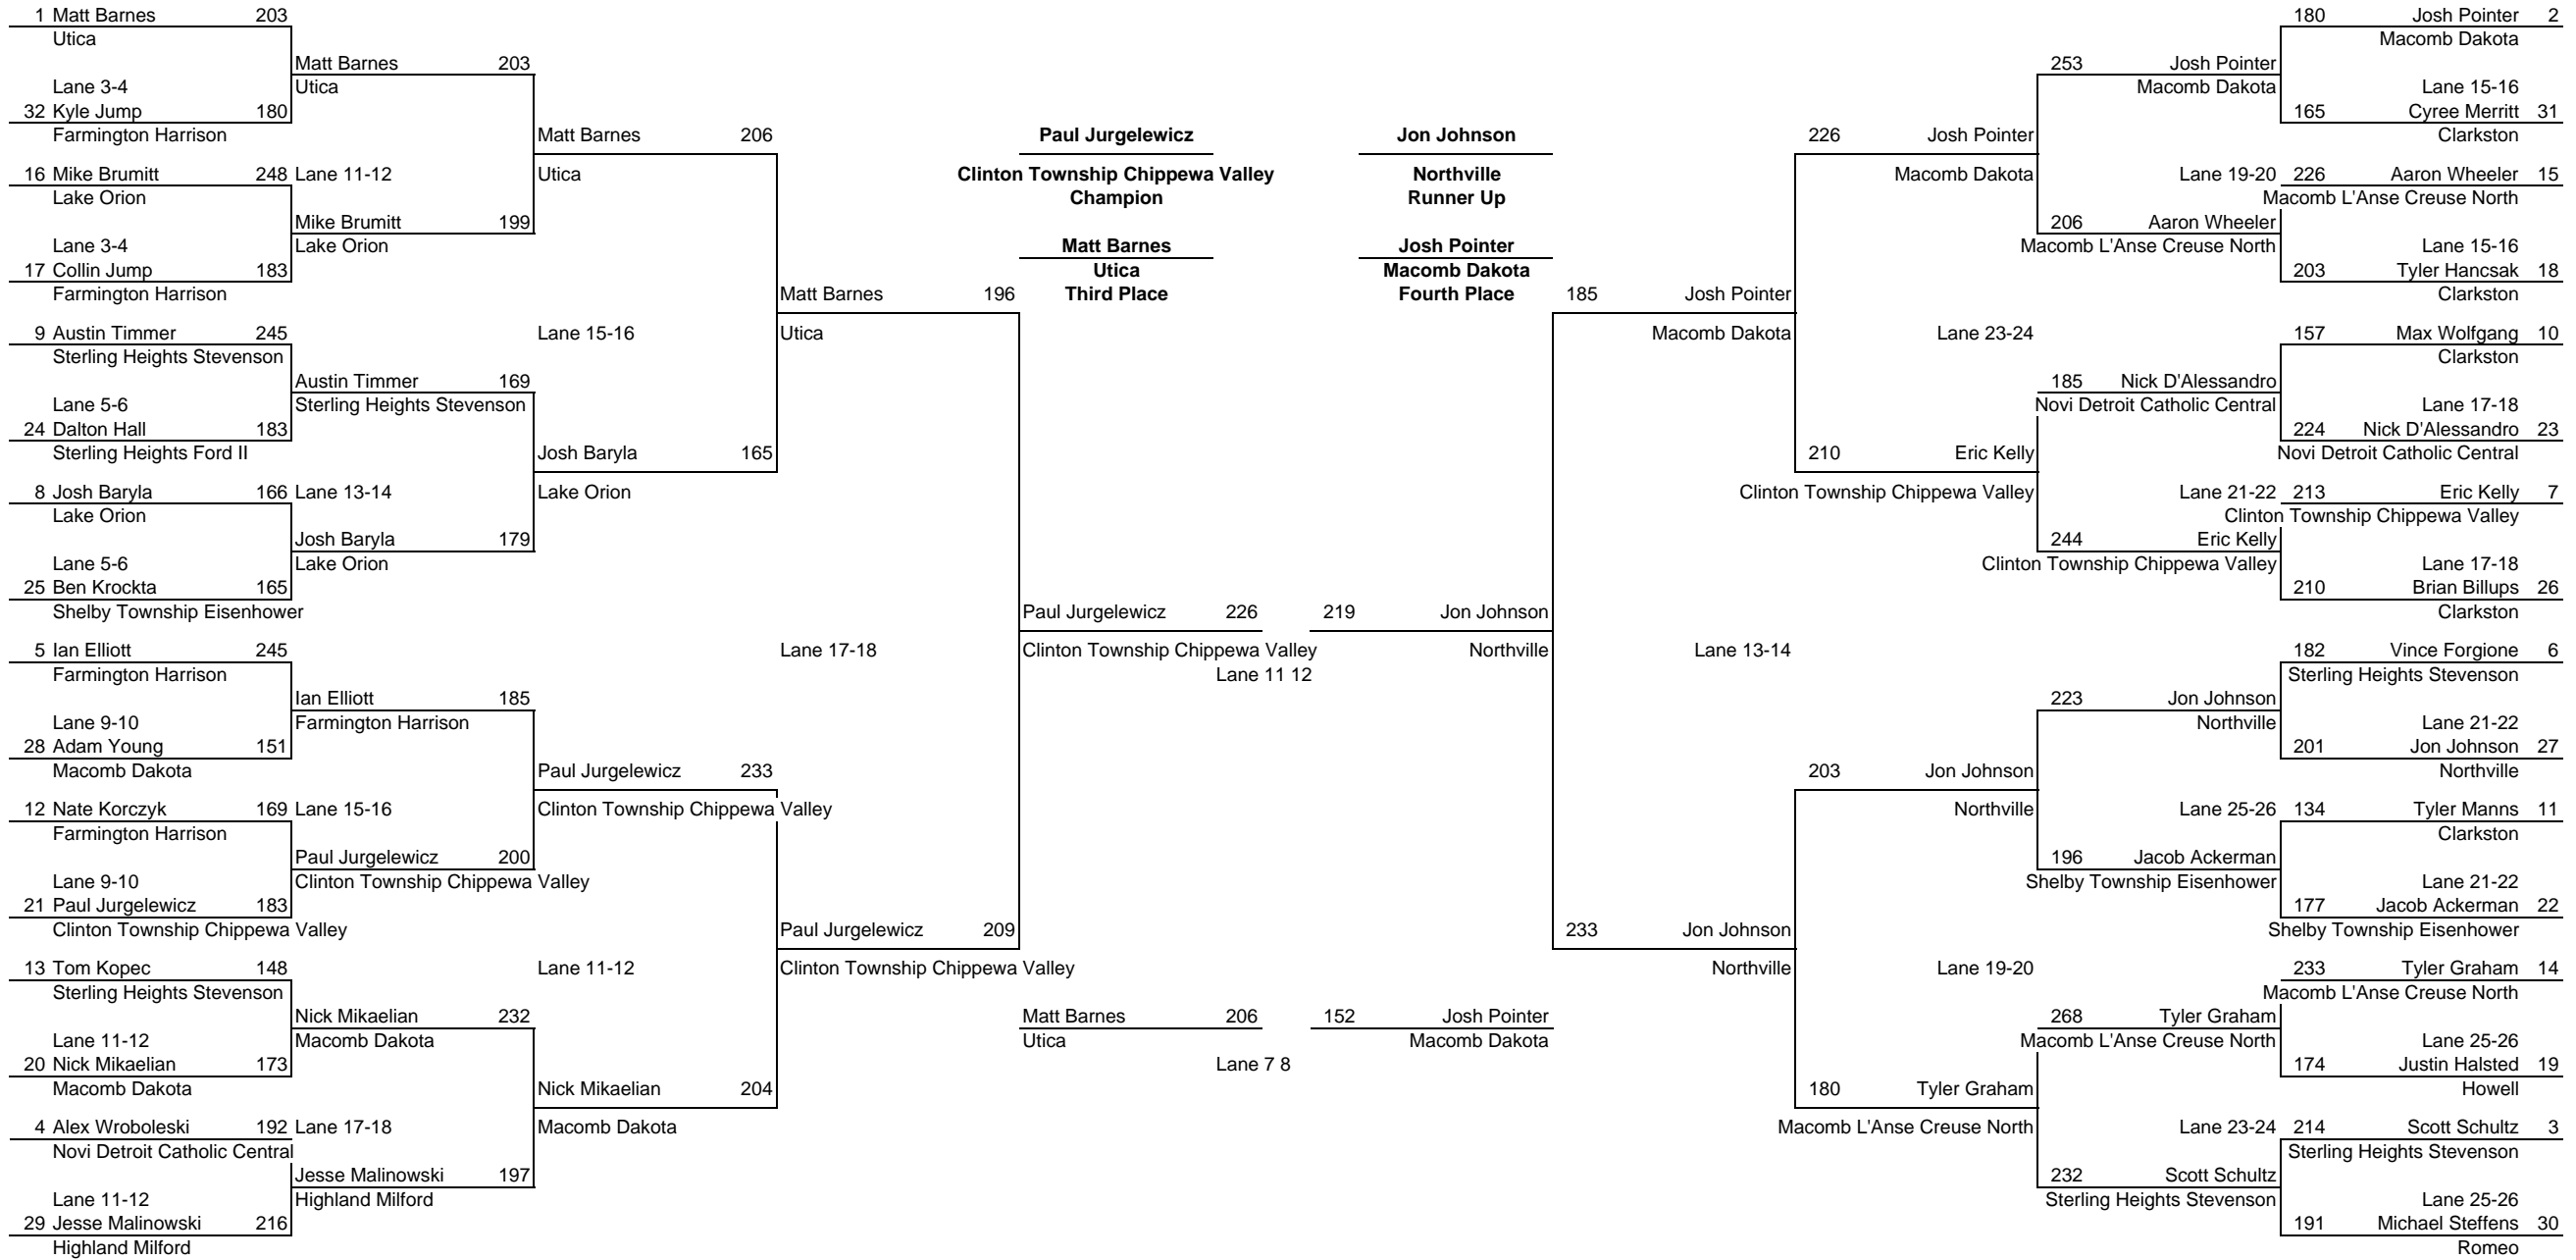 1 Matt Barnes 203
Utica
Lane 3-4
32 Kyle Jump 180
Farmington Harrison
16 Mike Brumitt 248
Lake Orion
Lane 3-4
17 Collin Jump 183
Farmington Harrison
9 Austin Timmer 245
Sterling Heights Stevenson
Lane 5-6
24 Dalton Hall 183
Sterling Heights Ford II
8 Josh Baryla 166
Lake Orion
Lane 5-6
25 Ben Krockta 165
Shelby Township Eisenhower
5 Ian Elliott 245
Farmington Harrison
Lane 9-10
28 Adam Young 151
Macomb Dakota
12 Nate Korczyk 169
Farmington Harrison
Lane 9-10
21 Paul Jurgelewicz 183
Clinton Township Chippewa Valley
13 Tom Kopec 148
Sterling Heights Stevenson
Lane 11-12
20 Nick Mikaelian 173
Macomb Dakota
4 Alex Wroboleski 192
Novi Detroit Catholic Central
Lane 11-12
29 Jesse Malinowski 216
Highland Milford
Matt Barnes 203
Utica
Lane 11-12
Mike Brumitt 199
Lake Orion
Austin Timmer 169
Sterling Heights Stevenson
Lane 13-14
Josh Baryla 179
Lake Orion
Ian Elliott 185
Farmington Harrison
Lane 15-16
Paul Jurgelewicz 200
Clinton Township Chippewa Valley
Nick Mikaelian 232
Macomb Dakota
Lane 17-18
Jesse Malinowski 197
Highland Milford
Matt Barnes 206
Utica
Lane 15-16
Josh Baryla 165
Lake Orion
Paul Jurgelewicz 233
Clinton Township Chippewa Valley
Lane 11-12
Nick Mikaelian 204
Macomb Dakota
Matt Barnes 196
Utica
Lane 17-18
Paul Jurgelewicz 209
Clinton Township Chippewa Valley
Paul Jurgelewicz
Clinton Township Chippewa Valley
Champion
Jon Johnson
Northville
Runner Up
Matt Barnes
Utica
Third Place
Josh Pointer
Macomb Dakota
Fourth Place
Paul Jurgelewicz 226
Clinton Township Chippewa Valley
219 Jon Johnson
Northville
Lane 11 12
Matt Barnes 206
Utica
152 Josh Pointer
Macomb Dakota
Lane 7 8
185 Josh Pointer
Macomb Dakota
Lane 13-14
233 Jon Johnson
Northville
226 Josh Pointer
Macomb Dakota
Lane 23-24
210 Eric Kelly
Clinton Township Chippewa Valley
203 Jon Johnson
Northville
Lane 19-20
180 Tyler Graham
Macomb L'Anse Creuse North
253 Josh Pointer
Macomb Dakota
Lane 19-20
206 Aaron Wheeler
Macomb L'Anse Creuse North
185 Nick D'Alessandro
Novi Detroit Catholic Central
Lane 21-22
244 Eric Kelly
Clinton Township Chippewa Valley
223 Jon Johnson
Northville
Lane 25-26
196 Jacob Ackerman
Shelby Township Eisenhower
268 Tyler Graham
Macomb L'Anse Creuse North
Lane 23-24
232 Scott Schultz
Sterling Heights Stevenson
180 Josh Pointer 2
Macomb Dakota
Lane 15-16
165 Cyree Merritt 31
Clarkston
226 Aaron Wheeler 15
Macomb L'Anse Creuse North
Lane 15-16
203 Tyler Hancsak 18
Clarkston
157 Max Wolfgang 10
Clarkston
Lane 17-18
224 Nick D'Alessandro 23
Novi Detroit Catholic Central
213 Eric Kelly 7
Clinton Township Chippewa Valley
Lane 17-18
210 Brian Billups 26
Clarkston
182 Vince Forgione 6
Sterling Heights Stevenson
Lane 21-22
201 Jon Johnson 27
Northville
134 Tyler Manns 11
Clarkston
Lane 21-22
177 Jacob Ackerman 22
Shelby Township Eisenhower
233 Tyler Graham 14
Macomb L'Anse Creuse North
Lane 25-26
174 Justin Halsted 19
Howell
214 Scott Schultz 3
Sterling Heights Stevenson
Lane 25-26
191 Michael Steffens 30
Romeo